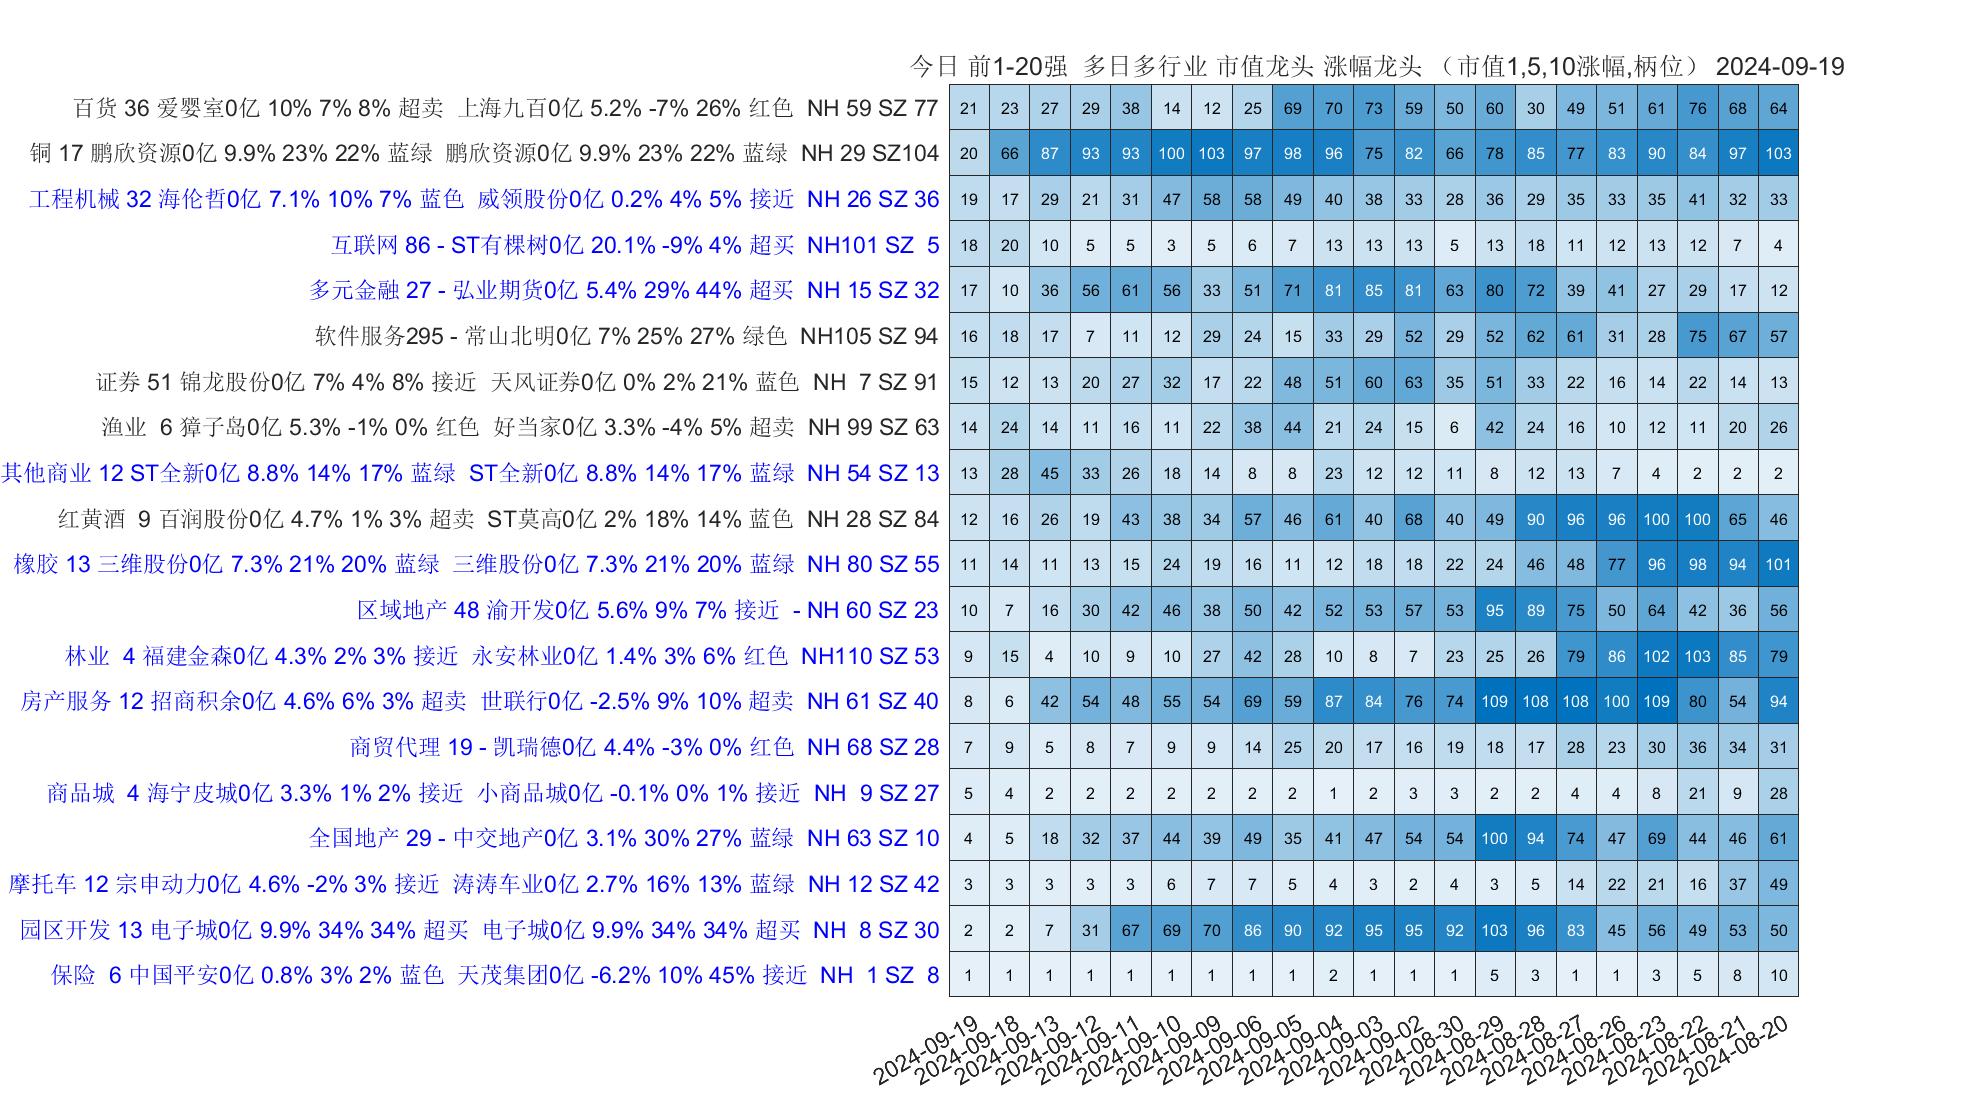 今日 前1-20强 多日多行业 市值龙头 涨幅龙头 （市值1,5,10涨幅,柄位） 2024-09-19
百货 36 爱婴室0亿 10% 7% 8% 超卖 上海九百0亿 5.2% -7% 26% 红色 NH 59 SZ 77 21 23 27 29 38 14 12 25 69 70 73 59 50 60 30 49 51 61 76 68 64
铜 17 鹏欣资源0亿 9.9% 23% 22% 蓝绿 鹏欣资源0亿 9.9% 23% 22% 蓝绿 NH 29 SZ104 20 66 87 93 93 100 103 97 98 96 75 82 66 78 85 77 83 90 84 97 103
工程机械 32 海伦哲0亿 7.1% 10% 7% 蓝色 威领股份0亿 0.2% 4% 5% 接近 NH 26 SZ 36 19 17 29 21 31 47 58 58 49 40 38 33 28 36 29 35 33 35 41 32 33
互联网 86 - ST有棵树0亿 20.1% -9% 4% 超买 NH101 SZ 5 18 20 10 5 5 3 5 6 7 13 13 13 5 13 18 11 12 13 12 7 4
多元金融 27 - 弘业期货0亿 5.4% 29% 44% 超买 NH 15 SZ 32 17 10 36 56 61 56 33 51 71 81 85 81 63 80 72 39 41 27 29 17 12
软件服务295 - 常山北明0亿 7% 25% 27% 绿色 NH105 SZ 94 16 18 17 7 11 12 29 24 15 33 29 52 29 52 62 61 31 28 75 67 57
证券 51 锦龙股份0亿 7% 4% 8% 接近 天风证券0亿 0% 2% 21% 蓝色 NH 7 SZ 91 15 12 13 20 27 32 17 22 48 51 60 63 35 51 33 22 16 14 22 14 13
渔业 6 獐子岛0亿 5.3% -1% 0% 红色 好当家0亿 3.3% -4% 5% 超卖 NH 99 SZ 63 14 24 14 11 16 11 22 38 44 21 24 15 6 42 24 16 10 12 11 20 26
其他商业 12 ST全新0亿 8.8% 14% 17% 蓝绿 ST全新0亿 8.8% 14% 17% 蓝绿 NH 54 SZ 13 13 28 45 33 26 18 14 8 8 23 12 12 11 8 12 13 7 4 2 2 2
红黄酒 9 百润股份0亿 4.7% 1% 3% 超卖 ST莫高0亿 2% 18% 14% 蓝色 NH 28 SZ 84 12 16 26 19 43 38 34 57 46 61 40 68 40 49 90 96 96 100 100 65 46
橡胶 13 三维股份0亿 7.3% 21% 20% 蓝绿 三维股份0亿 7.3% 21% 20% 蓝绿 NH 80 SZ 55 11 14 11 13 15 24 19 16 11 12 18 18 22 24 46 48 77 96 98 94 101
区域地产 48 渝开发0亿 5.6% 9% 7% 接近 - NH 60 SZ 23 10 7 16 30 42 46 38 50 42 52 53 57 53 95 89 75 50 64 42 36 56
林业 4 福建金森0亿 4.3% 2% 3% 接近 永安林业0亿 1.4% 3% 6% 红色 NH110 SZ 53 9 15 4 10 9 10 27 42 28 10 8 7 23 25 26 79 86 102 103 85 79
房产服务 12 招商积余0亿 4.6% 6% 3% 超卖 世联行0亿 -2.5% 9% 10% 超卖 NH 61 SZ 40 8 6 42 54 48 55 54 69 59 87 84 76 74 109 108 108 100 109 80 54 94
商贸代理 19 - 凯瑞德0亿 4.4% -3% 0% 红色 NH 68 SZ 28 7 9 5 8 7 9 9 14 25 20 17 16 19 18 17 28 23 30 36 34 31
商品城 4 海宁皮城0亿 3.3% 1% 2% 接近 小商品城0亿 -0.1% 0% 1% 接近 NH 9 SZ 27 5 4 2 2 2 2 2 2 2 1 2 3 3 2 2 4 4 8 21 9 28
全国地产 29 - 中交地产0亿 3.1% 30% 27% 蓝绿 NH 63 SZ 10 4 5 18 32 37 44 39 49 35 41 47 54 54 100 94 74 47 69 44 46 61
摩托车 12 宗申动力0亿 4.6% -2% 3% 接近 涛涛车业0亿 2.7% 16% 13% 蓝绿 NH 12 SZ 42 3 3 3 3 3 6 7 7 5 4 3 2 4 3 5 14 22 21 16 37 49
园区开发 13 电子城0亿 9.9% 34% 34% 超买 电子城0亿 9.9% 34% 34% 超买 NH 8 SZ 30 2 2 7 31 67 69 70 86 90 92 95 95 92 103 96 83 45 56 49 53 50
保险 6 中国平安0亿 0.8% 3% 2% 蓝色 天茂集团0亿 -6.2% 10% 45% 接近 NH 1 SZ 8 1 1 1 1 1 1 1 1 1 2 1 1 1 5 3 1 1 3 5 8 10
2024-09-19 2024-09-18 2024-09-13 2024-09-12 2024-09-11 2024-09-10 2024-09-09 2024-09-06 2024-09-05 2024-09-04 2024-09-03 2024-09-02 2024-08-30 2024-08-29 2024-08-28 2024-08-27 2024-08-26 2024-08-23 2024-08-22 2024-08-21 2024-08-20